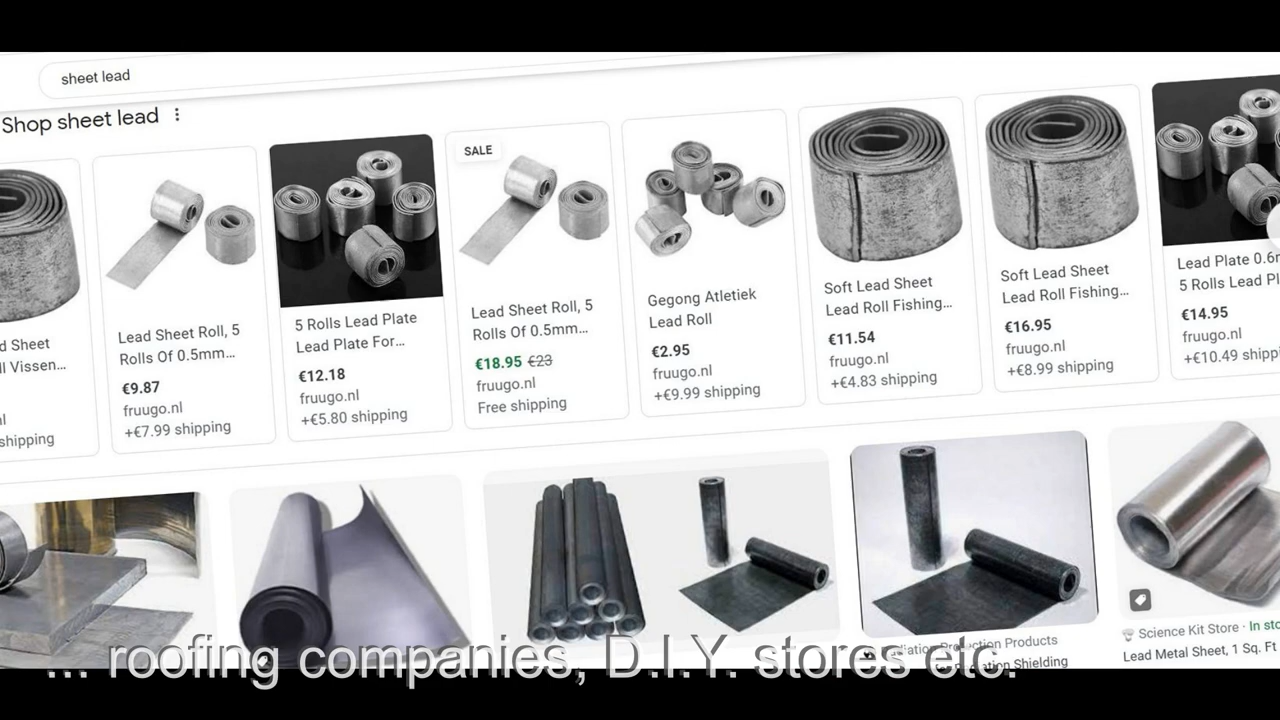 sheet lead
Shop sheet lead
SALE
d Sheet
ll Vissen...
shipping
Lead Sheet Roll, 5
Rolls Of 0.5mm...
€9.87
fruugo.nl
+€7.99 shipping
5 Rolls Lead Plate
Lead Plate For...
€12.18
fruugo.nl
+€5.80 shipping
Lead Sheet Roll, 5
Rolls Of 0.5mm...
€18.95 €23
fruugo.nl
Free shipping
Gegong Atletiek
Lead Roll
€2.95
fruugo.nl
+€9.99 shipping
Soft Lead Sheet
Lead Roll Fishing...
€11.54
fruugo.nl
+€4.83 shipping
Soft Lead Sheet
Lead Roll Fishing...
€16.95
fruugo.nl
+€8.99 shipping
Lead Plate 0.6
5 Rolls Lead Pl
€14.95
fruugo.nl
+€10.49 shipp
Protection Products
Shielding
Science Kit Store · In sto
Lead Metal Sheet, 1 Sq. Ft
... roofing companies, D.I.Y. stores etc.